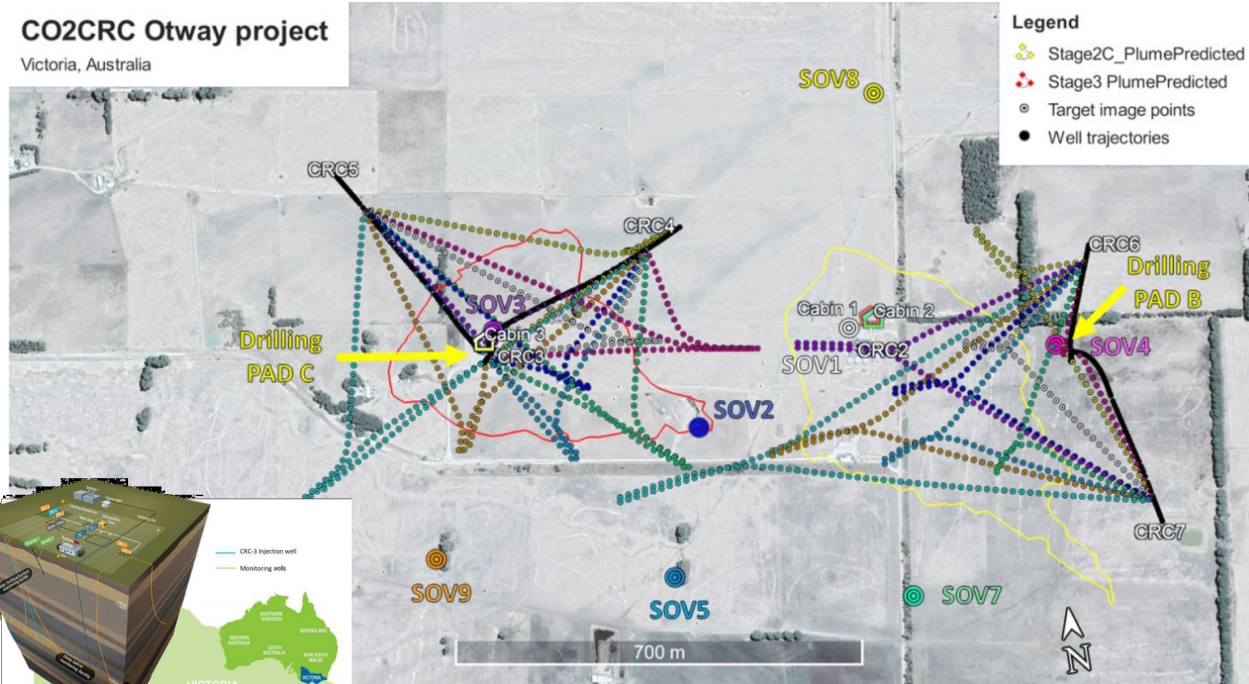 CO2CRC Otway project
Victoria, Australia
Legend
Stage2C_PlumePredicted
Stage3 PlumePredicted
Target image points
Well trajectories
SOV8
CRC5
CRC4
CRC6
Drilling
PAD B
SOV3
Cabin 3
CRC3
Drilling
PAD C
Cabin 1
Cabin 2
SOV1
CRC2
SOV4
SOV2
CRC7
SOV9
SOV5
SOV7
700 m
N
CRC-3 Injection well
Monitoring wells
NORTHERN
TERRITORY
QUEENSLAND
WESTERN
AUSTRALIA
SOUTH
AUSTRALIA
NEW SOUTH
WALES
VICTORIA
VICTORIA